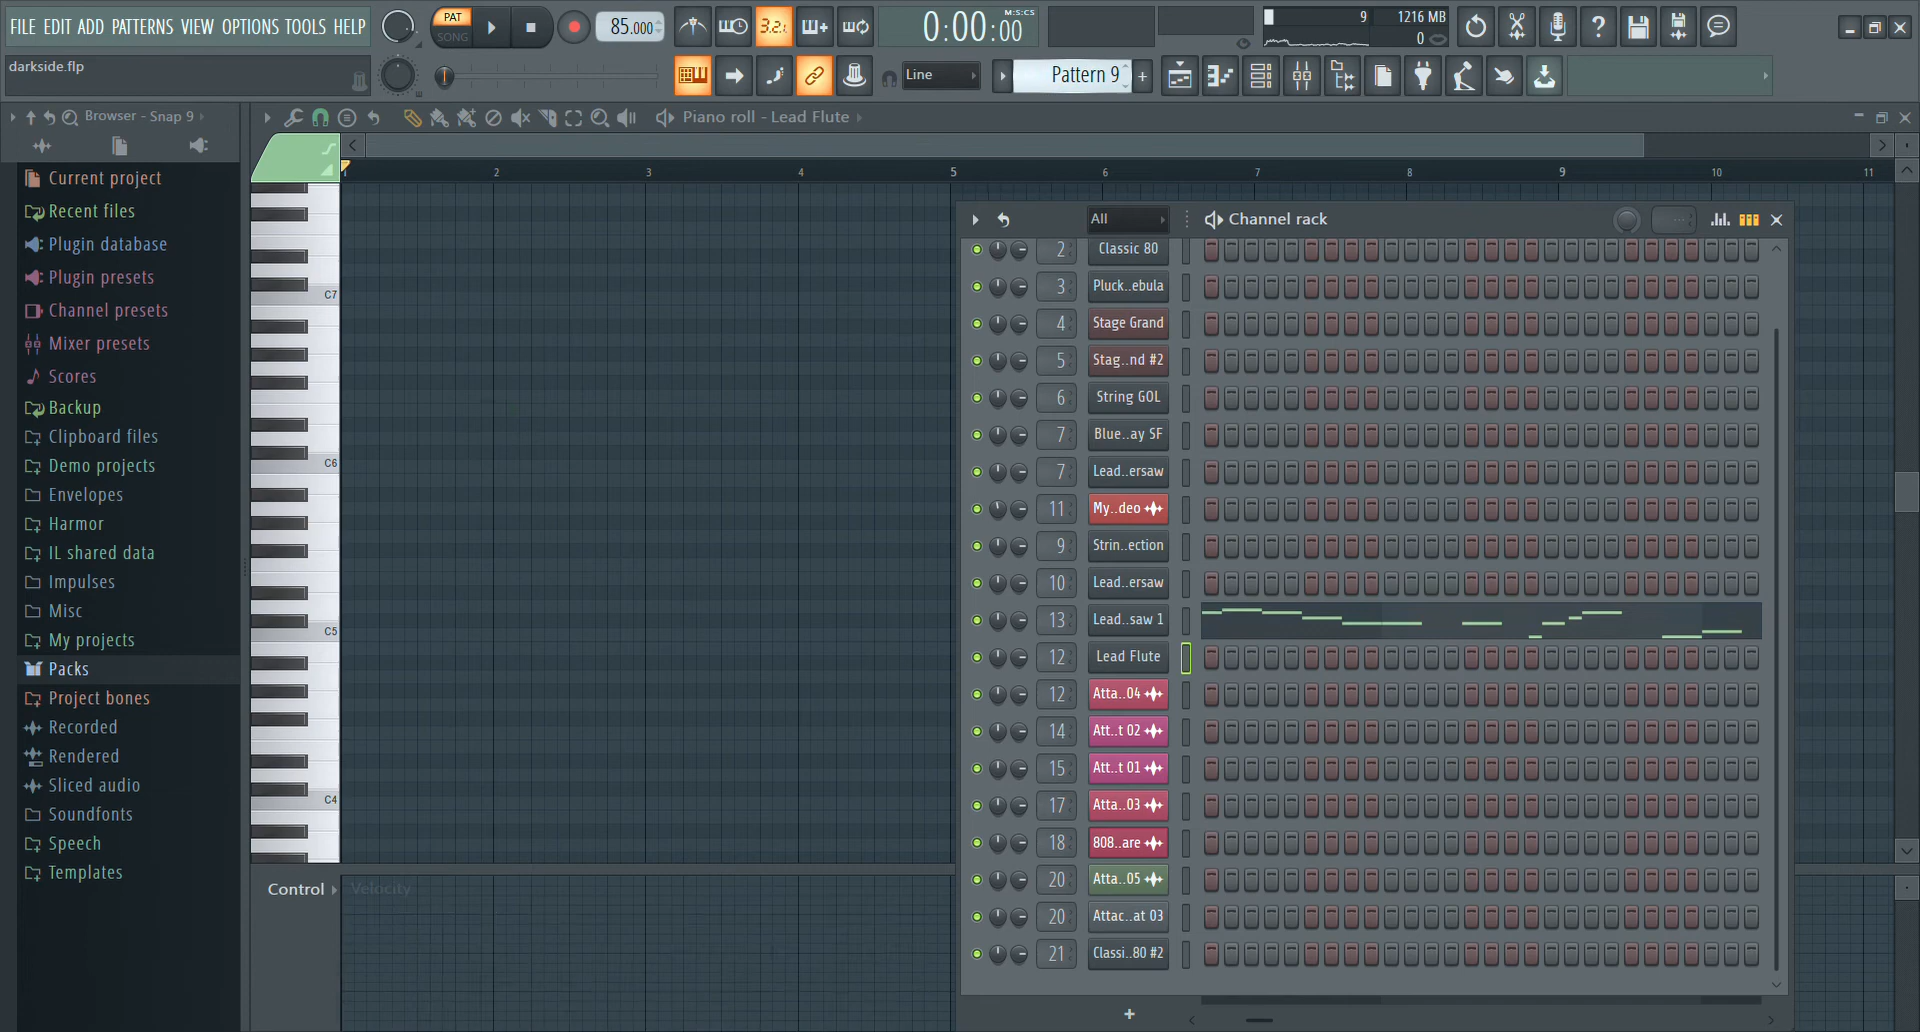 FILE EDIT ADD PATTERNS VIEW OPTIONS TOOLS HELP
PAT
SONG
85.000
3.2.
0:00:00
M:S:CS
9
1216 MB
0
darkside.flp
Line
Pattern 9
Browser - Snap 9
Piano roll - Lead Flute
Current project
Recent files
Plugin database
Plugin presets
Channel presets
Mixer presets
Scores
Backup
Clipboard files
Demo projects
Envelopes
Harmor
IL shared data
Impulses
Misc
My projects
Packs
Project bones
Recorded
Rendered
Sliced audio
Soundfonts
Speech
Templates
1 2 3 4 5 6 7 8 9 10 11
C7
C6
C5
C4
Control
Velocity
All
Channel rack
2 Classic 80
3 Pluck..ebula
4 Stage Grand
5 Stag..nd #2
6 String GOL
7 Blue..ay SF
7 Lead..ersaw
11 My..deo
9 Strin..ection
10 Lead..ersaw
13 Lead..saw 1
12 Lead Flute
12 Atta..04
14 Att..t 02
15 Att..t 01
17 Atta..03
18 808..are
20 Atta..05
20 Attac..at 03
21 Classi..80 #2